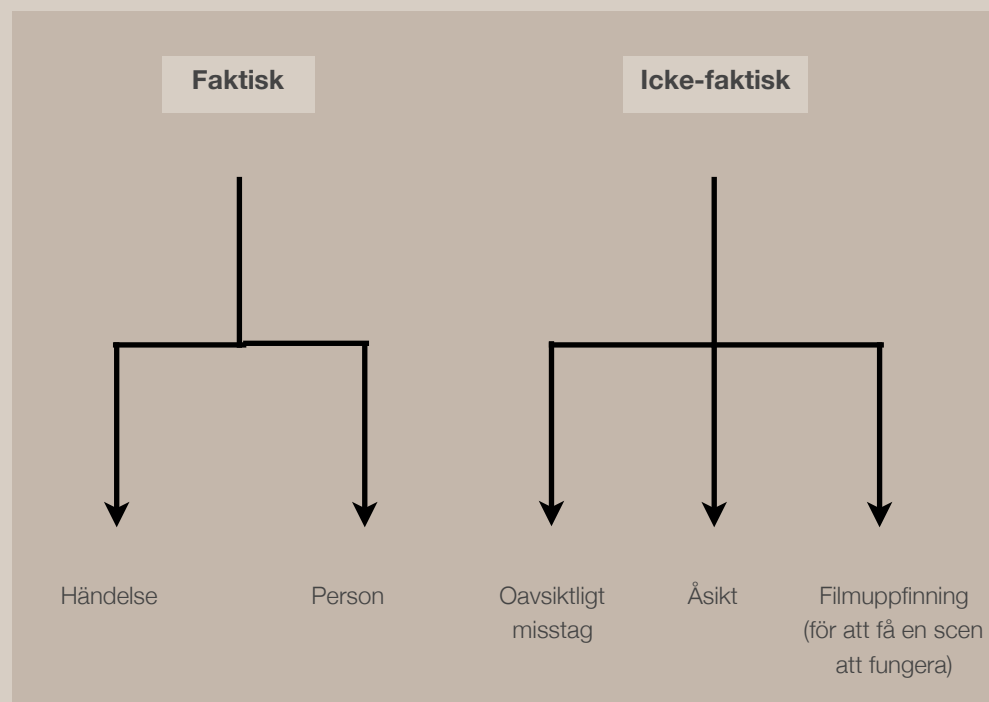 Faktisk
Icke-faktisk
Händelse
Person
Oavsiktligt
misstag
Åsikt
Filmuppfinning
(för att få en scen
att fungera)